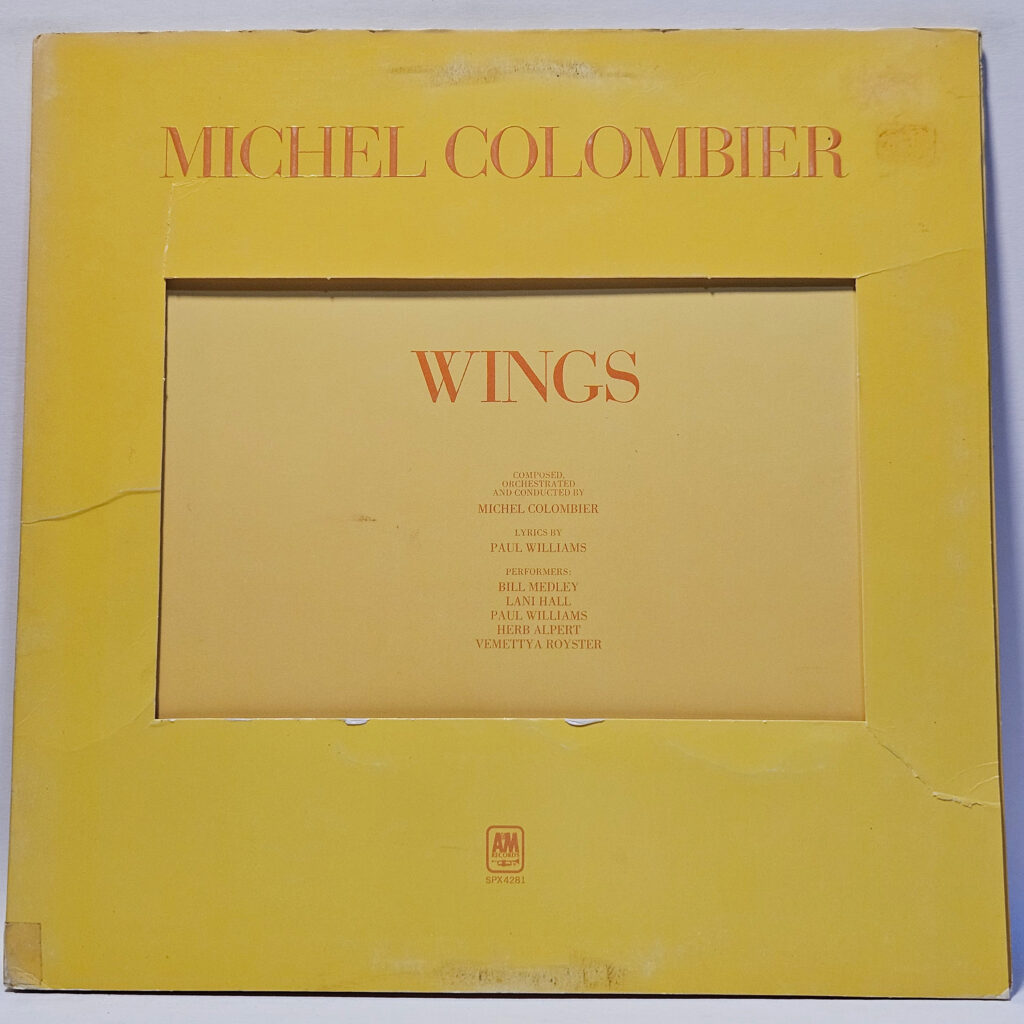 MICHEL COLOMBIER
WINGS
COMPOSED,
ORCHESTRATED
AND CONDUCTED BY
MICHEL COLOMBIER
LYRICS BY
PAUL WILLIAMS
PERFORMERS:
BILL MEDLEY
LANI HALL
PAUL WILLIAMS
HERB ALPERT
VEMETTYA ROYSTER
A&M
RECORDS
SPX4281